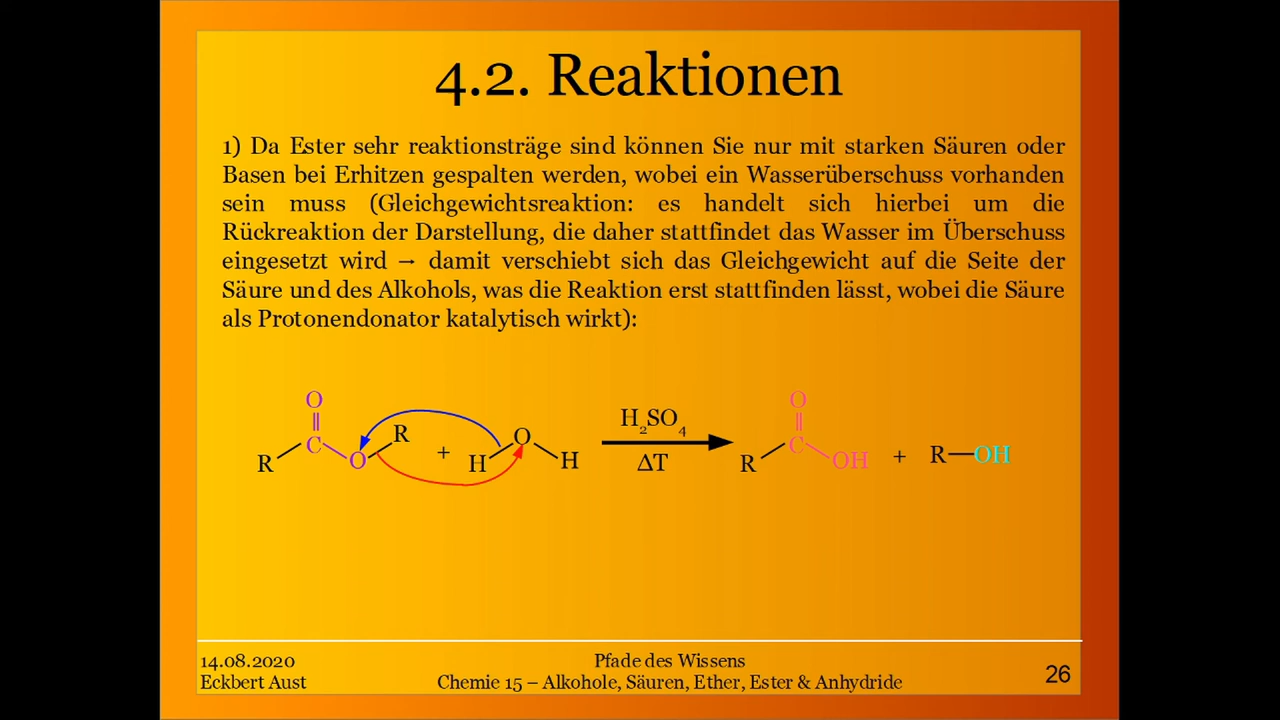 4.2. Reaktionen
1) Da Ester sehr reaktionsträge sind können Sie nur mit starken Säuren oder
Basen bei Erhitzen gespalten werden, wobei ein Wasserüberschuss vorhanden
sein muss (Gleichgewichtsreaktion: es handelt sich hierbei um die
Rückreaktion der Darstellung, die daher stattfindet das Wasser im Überschuss
eingesetzt wird → damit verschiebt sich das Gleichgewicht auf die Seite der
Säure und des Alkohols, was die Reaktion erst stattfinden lässt, wobei die Säure
als Protonendonator katalytisch wirkt):
O
R C O R + H O H
H₂SO₄
ΔT
O
R C OH + R—OH
14.08.2020
Eckbert Aust
Pfade des Wissens
Chemie 15 – Alkohole, Säuren, Ether, Ester & Anhydride
26